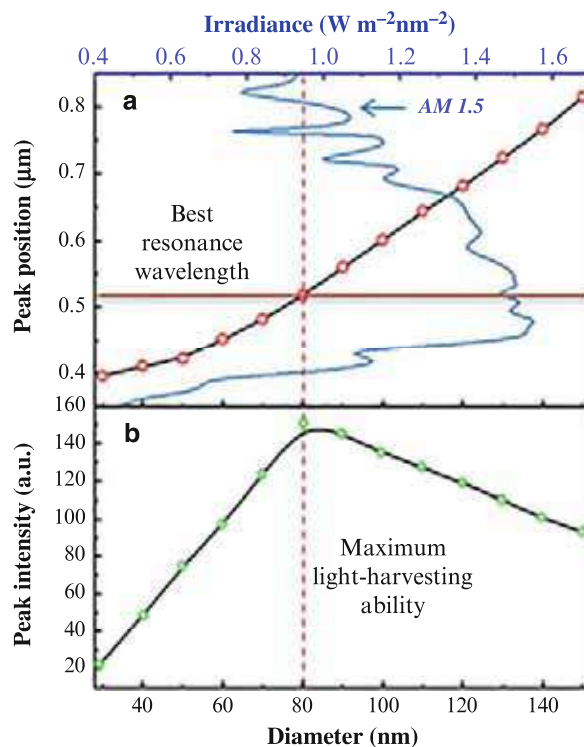 Irradiance (W m⁻²nm⁻²)
0.4 0.6 0.8 1.0 1.2 1.4 1.6
a
AM 1.5
Best
resonance
wavelength
Peak position (µm)
0.8
0.7
0.6
0.5
0.4
b
Maximum
light-harvesting
ability
Peak intensity (a.u.)
160
140
120
100
80
60
40
20
40 60 80 100 120 140
Diameter (nm)